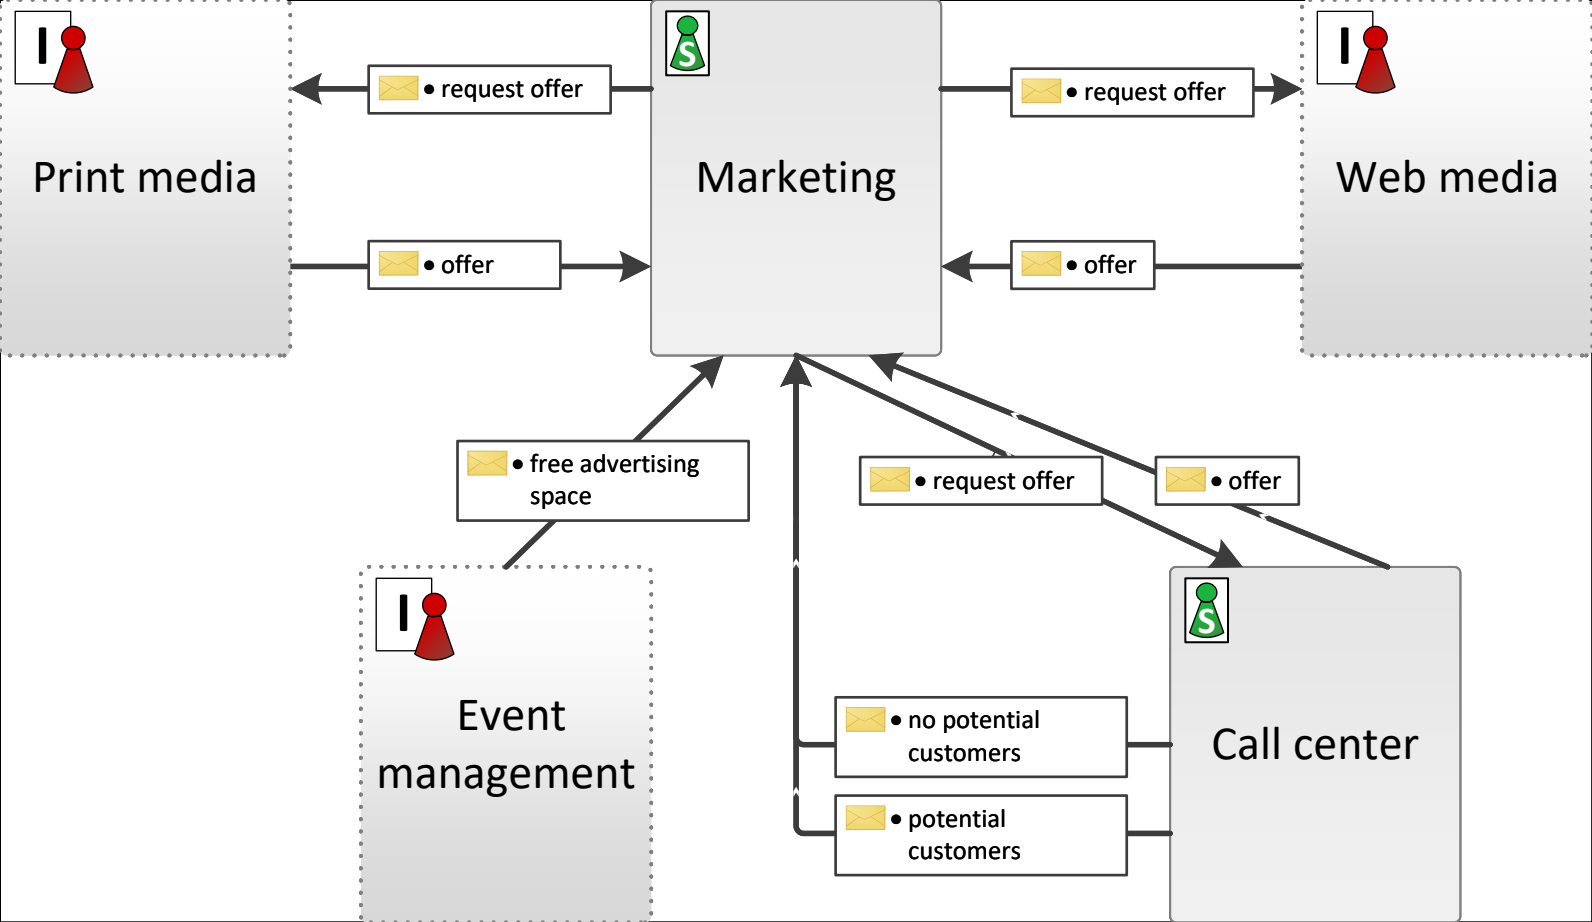 I
S
I
• request offer
• request offer
Print media
Marketing
Web media
• offer
• offer
• free advertising
space
• request offer
• offer
I
S
Event
management
• no potential
customers
Call center
• potential
customers